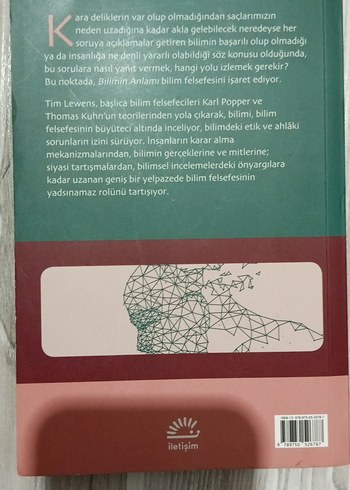 Kara deliklerin var olup olmadığından saçlarımızın
neden uzadığına kadar akla gelebilecek neredeyse her
soruya açıklamalar getiren bilimin başarılı olup olmadığı
ya da insanlığa ne denli yararlı olabildiği söz konusu olduğunda,
bu sorulara nasıl yanıt vermek, hangi yolu izlemek gerekir?
Bu noktada, Bilimin Anlamı bilim felsefesini işaret ediyor.
Tim Lewens, başlıca bilim felsefecileri Karl Popper ve
Thomas Kuhn'un teorilerinden yola çıkarak, bilimi, bilim
felsefesinin büyüteci altında inceliyor, bilimdeki etik ve ahlâki
sorunların izini sürüyor. İnsanların karar alma
mekanizmalarından, bilimin gerçeklerine ve mitlerine;
siyasi tartışmalardan, bilimsel incelemelerdeki önyargılara
kadar uzanan geniş bir yelpazede bilim felsefesinin
yadsınamaz rolünü tartışıyor.
iletişim